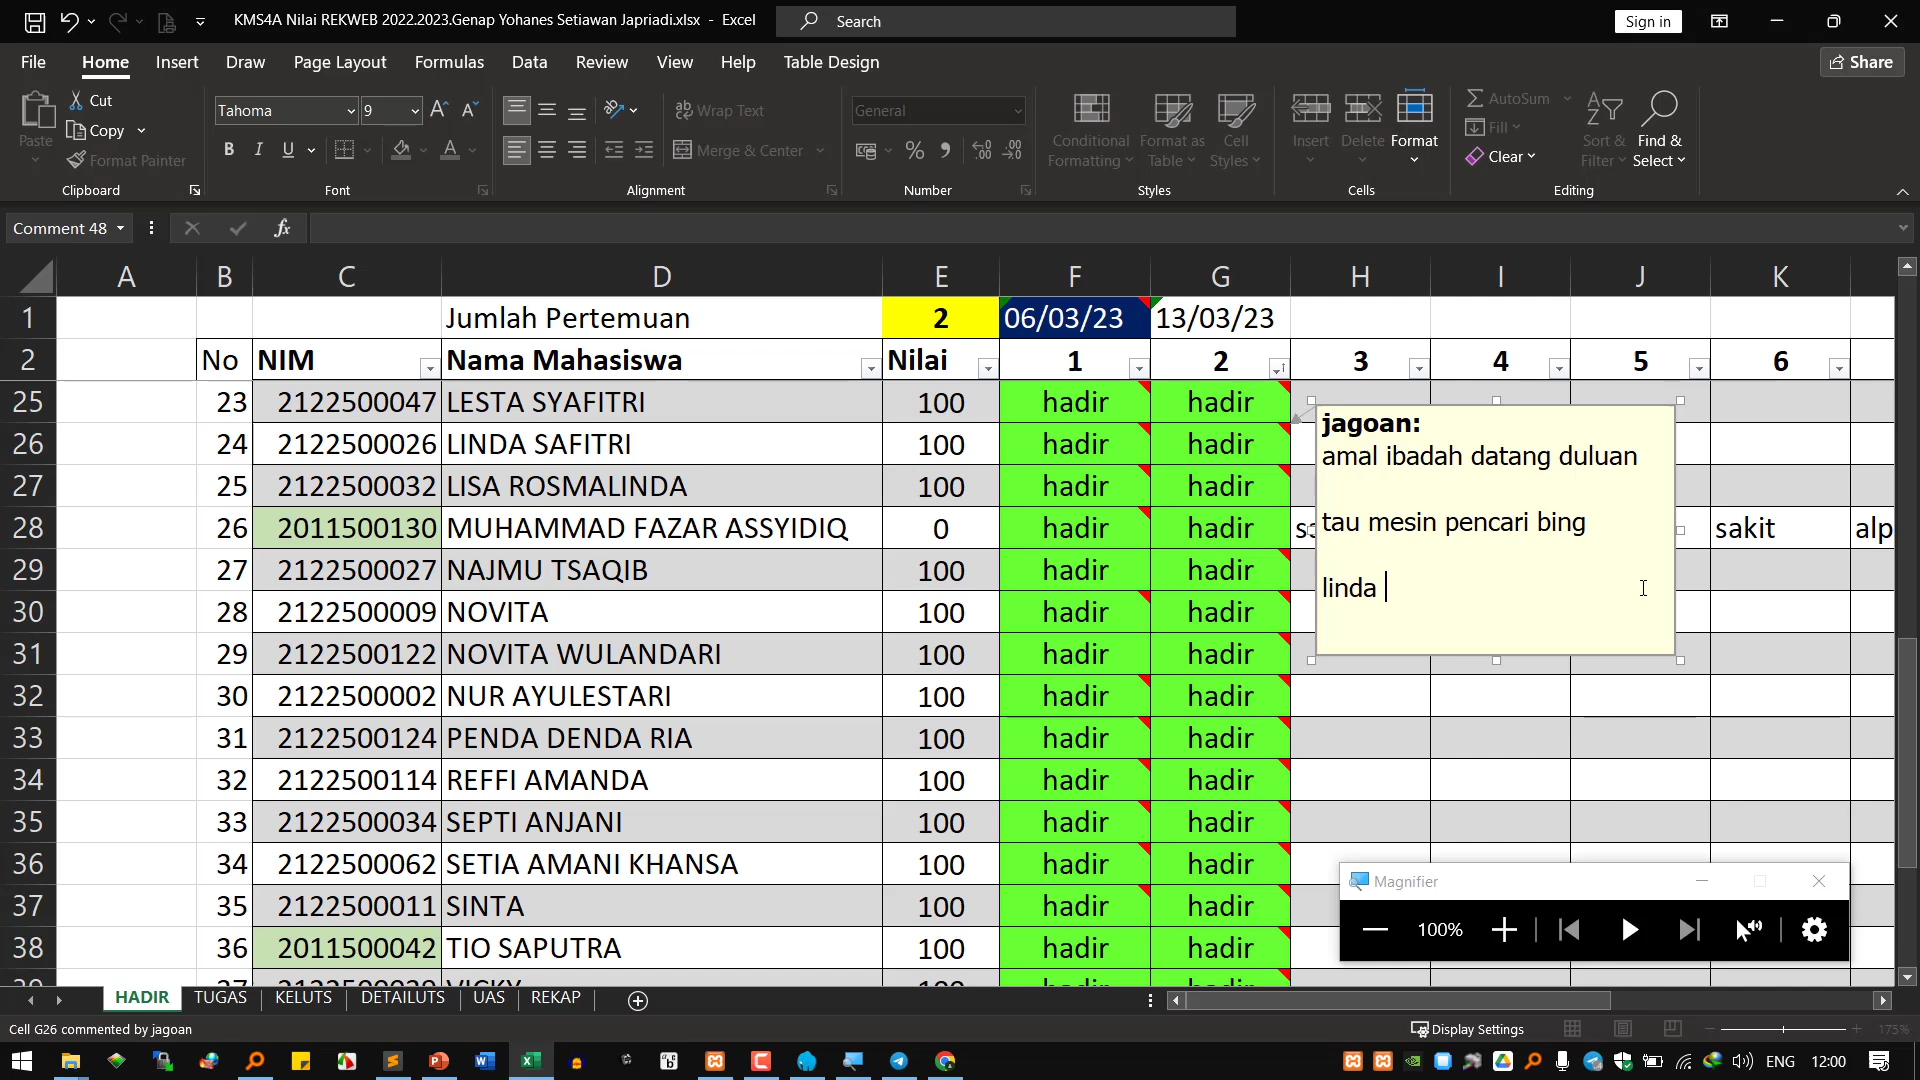 KMS4A Nilai REKWEB 2022.2023.Genap Yohanes Setiawan Japriadi.xlsx - Excel
Search
Sign in
File Home Insert Draw Page Layout Formulas Data Review View Help Table Design
Share
Paste
Cut
Copy
Format Painter
Clipboard
Tahoma 9
B I U
Font
Wrap Text
Merge & Center
Alignment
General
Number
Conditional Formatting
Format as Table
Cell Styles
Styles
Insert Delete Format
Cells
AutoSum
Fill
Clear
Sort & Filter
Find & Select
Editing
Comment 48
fx
A B C D E F G H I J K
1 Jumlah Pertemuan 2 06/03/23 13/03/23
2 No NIM Nama Mahasiswa Nilai 1 2 3 4 5 6
25 23 2122500047 LESTA SYAFITRI 100 hadir hadir
26 24 2122500026 LINDA SAFITRI 100 hadir hadir
27 25 2122500032 LISA ROSMALINDA 100 hadir hadir
28 26 2011500130 MUHAMMAD FAZAR ASSYIDIQ 0 hadir hadir sakit alp
29 27 2122500027 NAJMU TSAQIB 100 hadir hadir
30 28 2122500009 NOVITA 100 hadir hadir
31 29 2122500122 NOVITA WULANDARI 100 hadir hadir
32 30 2122500002 NUR AYULESTARI 100 hadir hadir
33 31 2122500124 PENDA DENDA RIA 100 hadir hadir
34 32 2122500114 REFFI AMANDA 100 hadir hadir
35 33 2122500034 SEPTI ANJANI 100 hadir hadir
36 34 2122500062 SETIA AMANI KHANSA 100 hadir hadir
37 35 2122500011 SINTA 100 hadir hadir
38 36 2011500042 TIO SAPUTRA 100 hadir hadir
jagoan:
amal ibadah datang duluan
tau mesin pencari bing
linda
Magnifier
100%
HADIR TUGAS KELUTS DETAILUTS UAS REKAP
Cell G26 commented by jagoan
Display Settings
175%
ENG 12:00